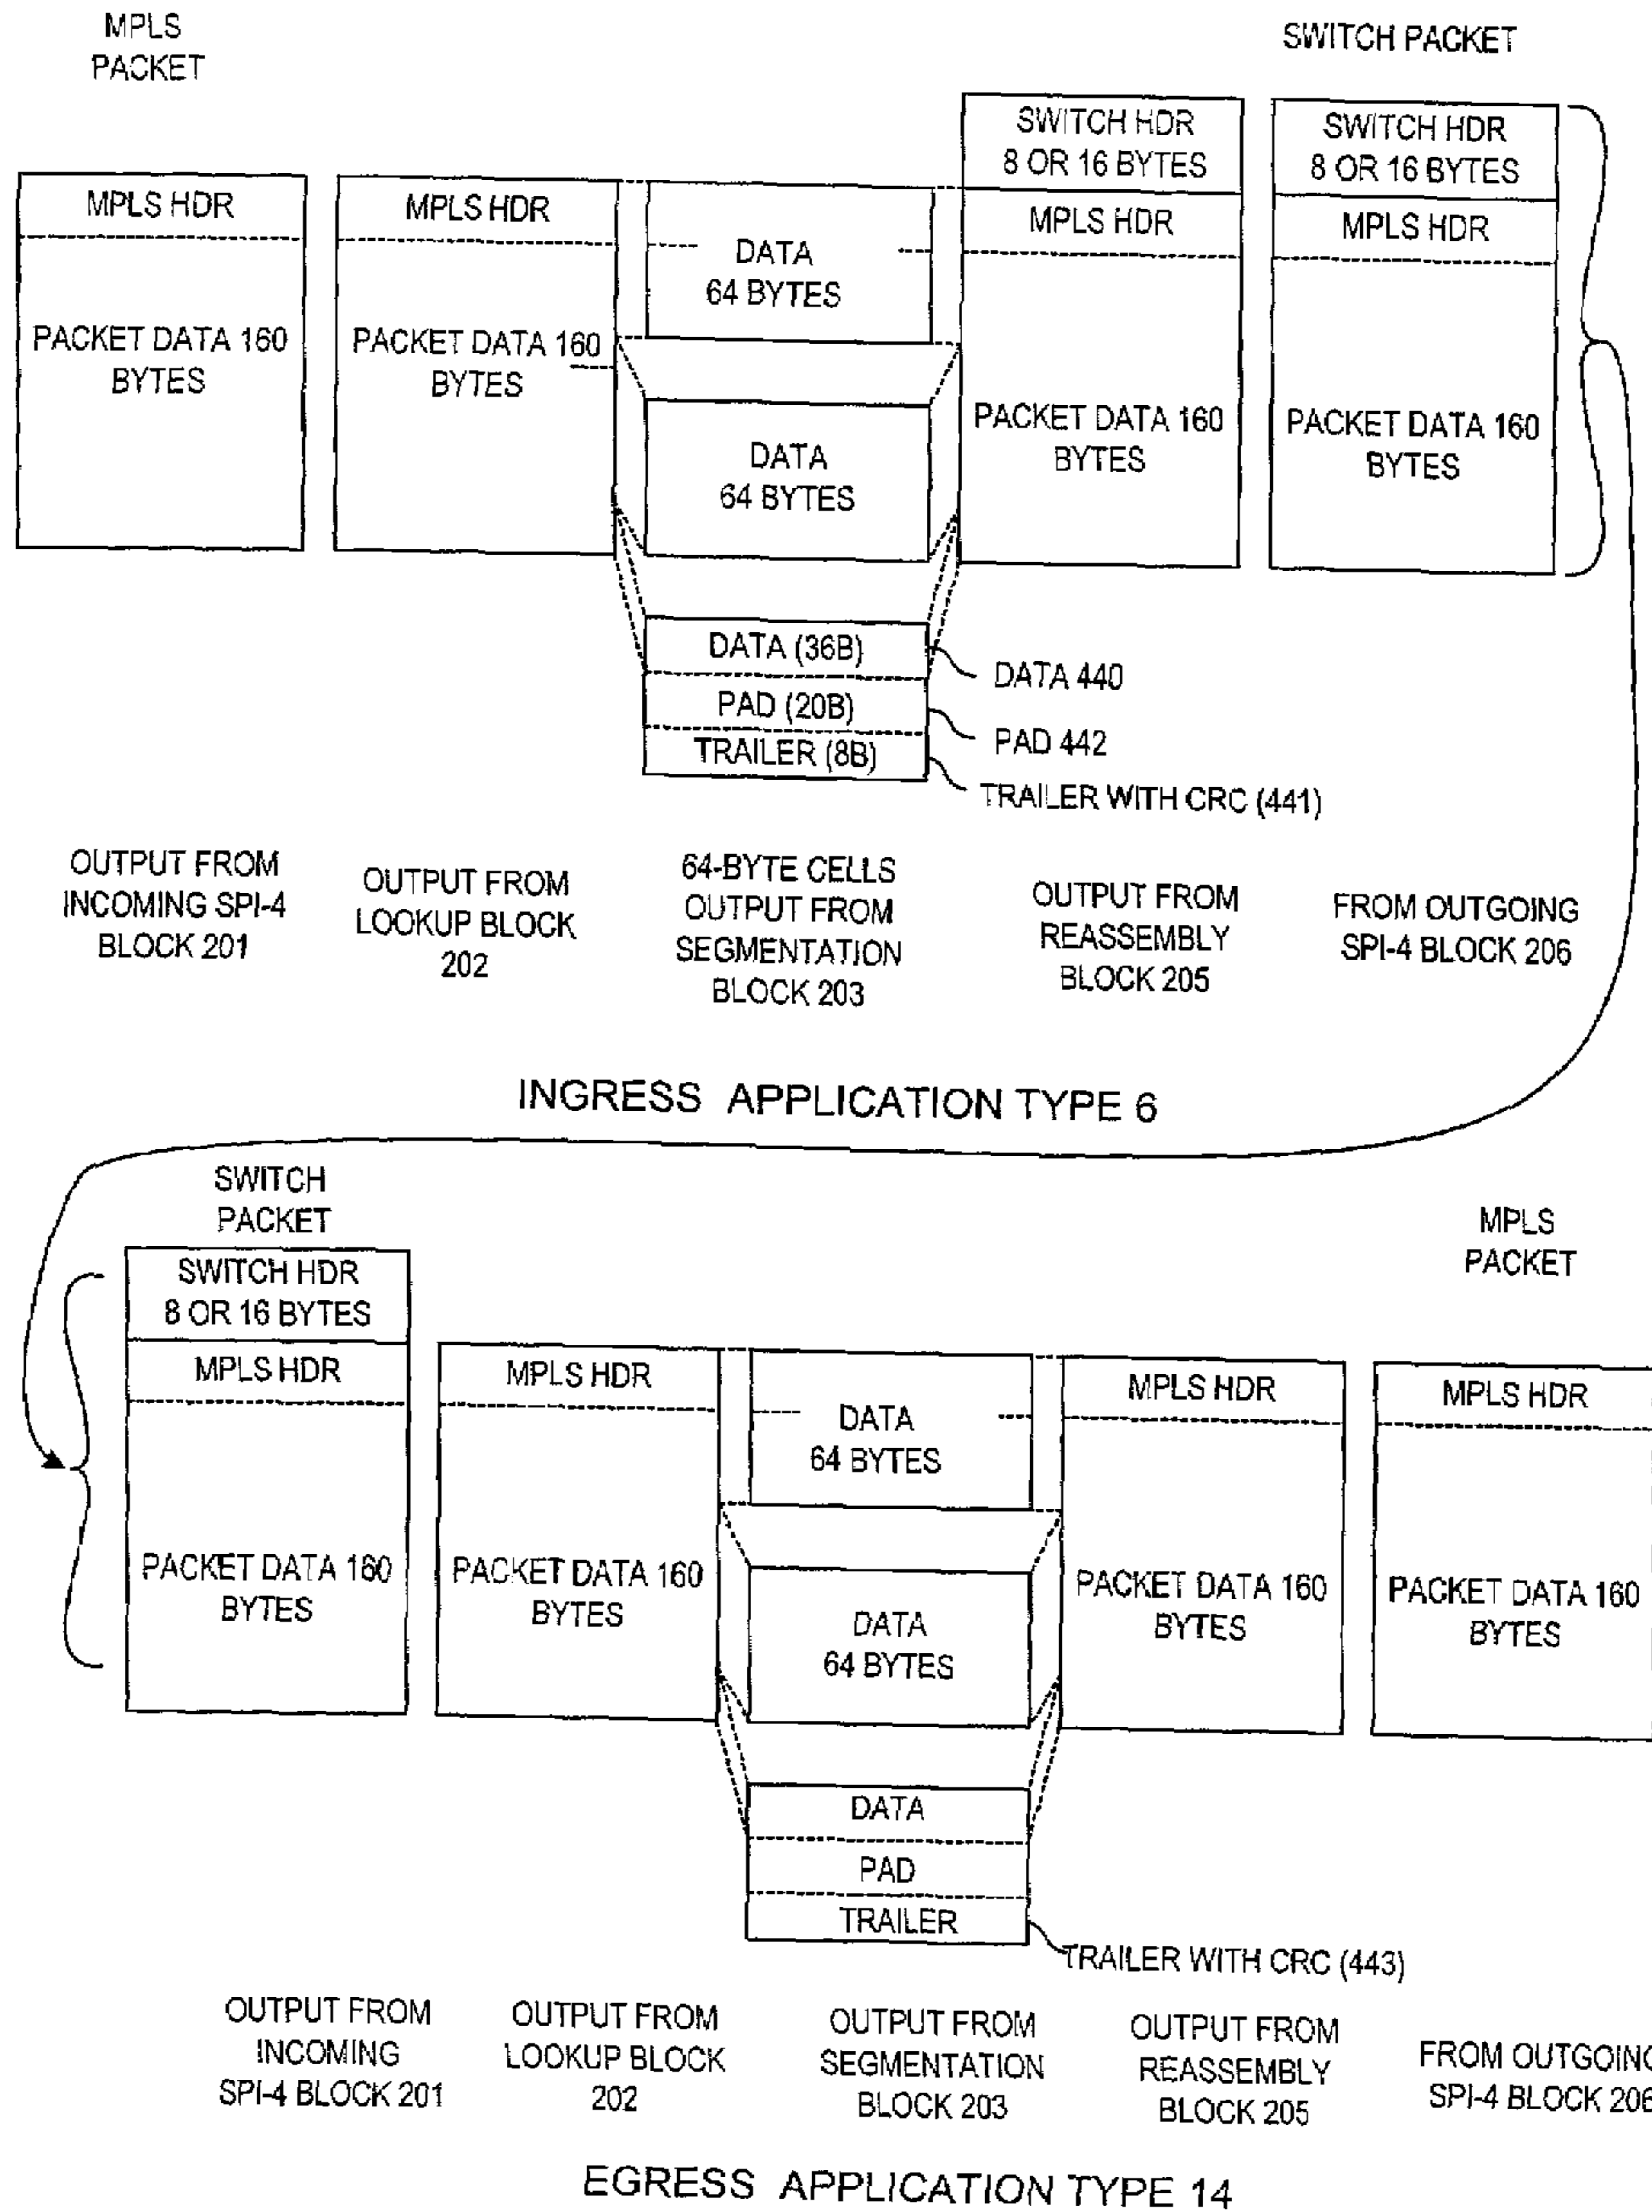 MPLS
PACKET
SWITCH PACKET
MPLS HDR
PACKET DATA 160
BYTES
MPLS HDR
PACKET DATA 160
BYTES
DATA
64 BYTES
DATA
64 BYTES
DATA (36B)
PAD (20B)
TRAILER (8B)
DATA 440
PAD 442
TRAILER WITH CRC (441)
SWITCH HDR
8 OR 16 BYTES
MPLS HDR
PACKET DATA 160
BYTES
SWITCH HDR
8 OR 16 BYTES
MPLS HDR
PACKET DATA 160
BYTES
OUTPUT FROM
INCOMING SPI-4
BLOCK 201
OUTPUT FROM
LOOKUP BLOCK
202
64-BYTE CELLS
OUTPUT FROM
SEGMENTATION
BLOCK 203
OUTPUT FROM
REASSEMBLY
BLOCK 205
FROM OUTGOING
SPI-4 BLOCK 206
INGRESS APPLICATION TYPE 6
SWITCH
PACKET
MPLS
PACKET
SWITCH HDR
8 OR 16 BYTES
MPLS HDR
PACKET DATA 160
BYTES
MPLS HDR
PACKET DATA 160
BYTES
DATA
64 BYTES
DATA
64 BYTES
DATA
PAD
TRAILER
TRAILER WITH CRC (443)
MPLS HDR
PACKET DATA 160
BYTES
MPLS HDR
PACKET DATA 160
BYTES
OUTPUT FROM
INCOMING
SPI-4 BLOCK 201
OUTPUT FROM
LOOKUP BLOCK
202
OUTPUT FROM
SEGMENTATION
BLOCK 203
OUTPUT FROM
REASSEMBLY
BLOCK 205
FROM OUTGOING
SPI-4 BLOCK 206
EGRESS APPLICATION TYPE 14